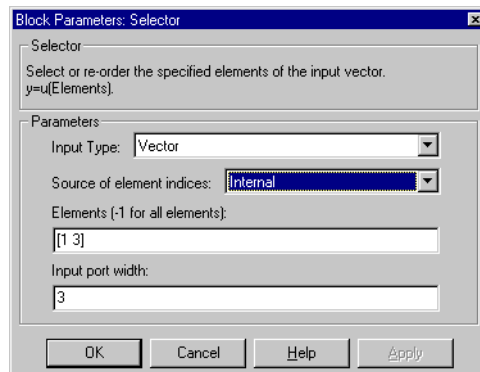 Block Parameters: Selector
Selector
Select or re-order the specified elements of the input vector.
y=u(Elements).
Parameters
Input Type: Vector
Source of element indices: Internal
Elements (-1 for all elements):
[1 3]
Input port width:
3
OK Cancel Help Apply